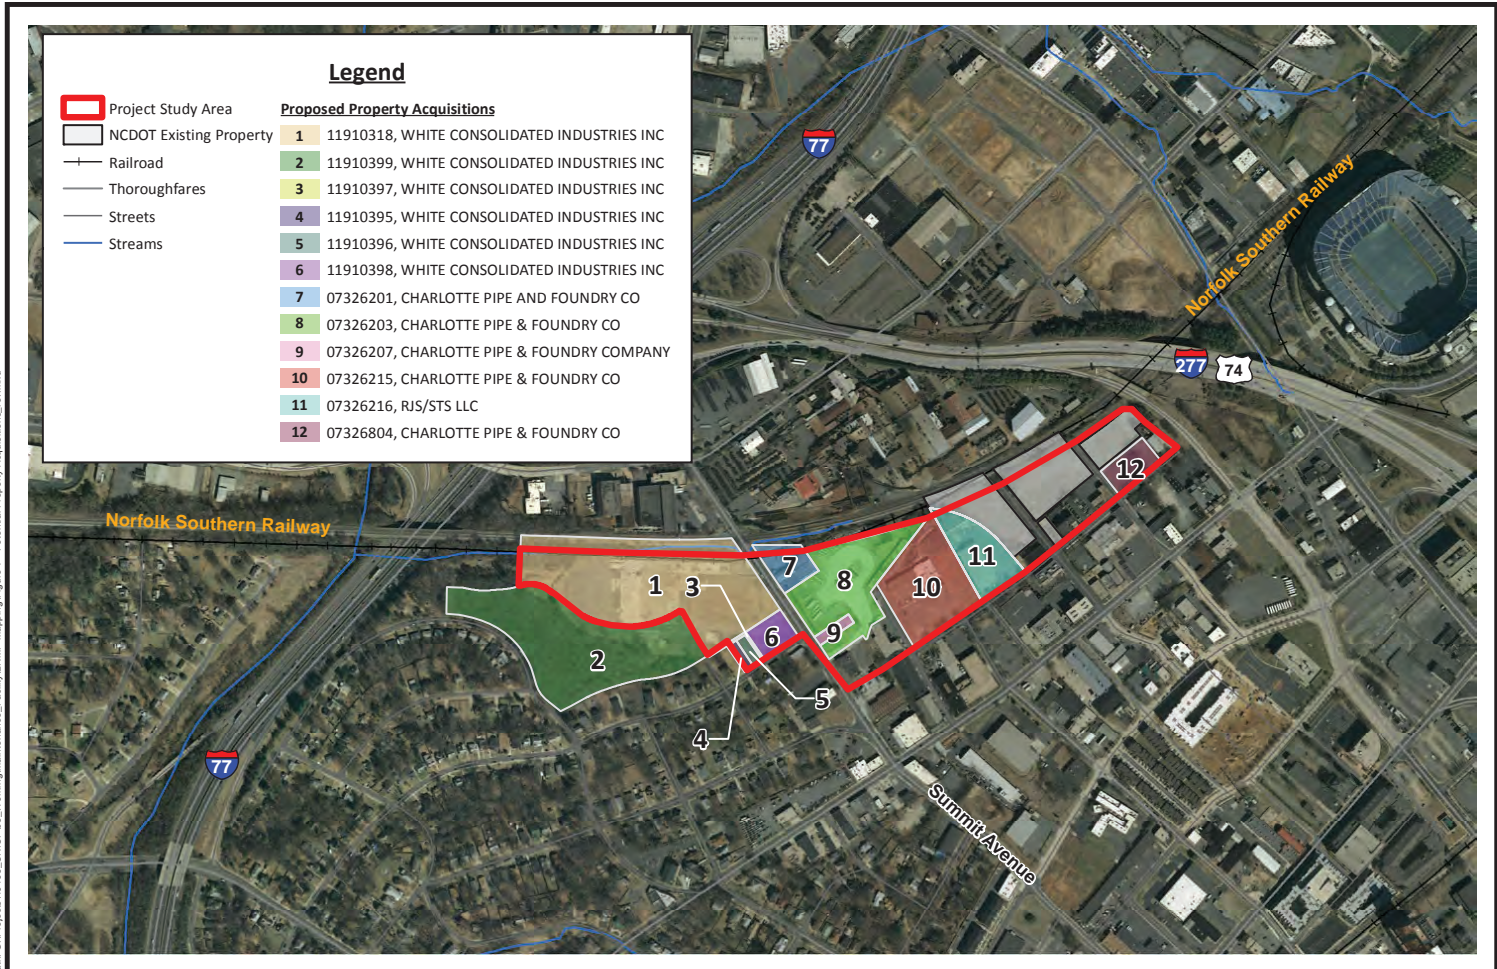 Legend
Project Study Area
NCDOT Existing Property
Railroad
Thoroughfares
Streets
Streams
Proposed Property Acquisitions
1 11910318, WHITE CONSOLIDATED INDUSTRIES INC
2 11910399, WHITE CONSOLIDATED INDUSTRIES INC
3 11910397, WHITE CONSOLIDATED INDUSTRIES INC
4 11910395, WHITE CONSOLIDATED INDUSTRIES INC
5 11910396, WHITE CONSOLIDATED INDUSTRIES INC
6 11910398, WHITE CONSOLIDATED INDUSTRIES INC
7 07326201, CHARLOTTE PIPE AND FOUNDRY CO
8 07326203, CHARLOTTE PIPE & FOUNDRY CO
9 07326207, CHARLOTTE PIPE & FOUNDRY COMPANY
10 07326215, CHARLOTTE PIPE & FOUNDRY CO
11 07326216, RJS/STS LLC
12 07326804, CHARLOTTE PIPE & FOUNDRY CO
77
Norfolk Southern Railway
277
74
12
Norfolk Southern Railway
11
10
7
8
1
3
9
6
2
5
4
77
Summit Avenue